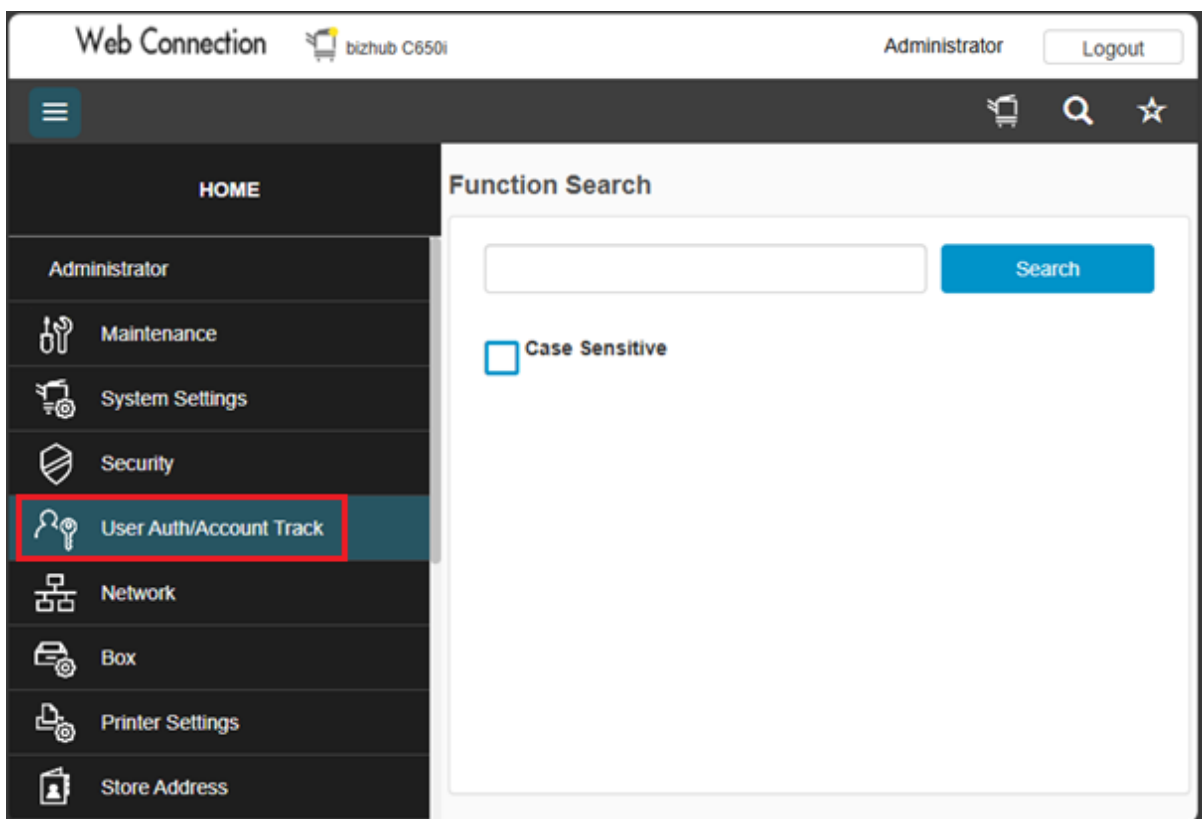 Web Connection
bizhub C650i
Administrator
Logout
HOME
Administrator
Maintenance
System Settings
Security
User Auth/Account Track
Network
Box
Printer Settings
Store Address
Function Search
Search
Case Sensitive